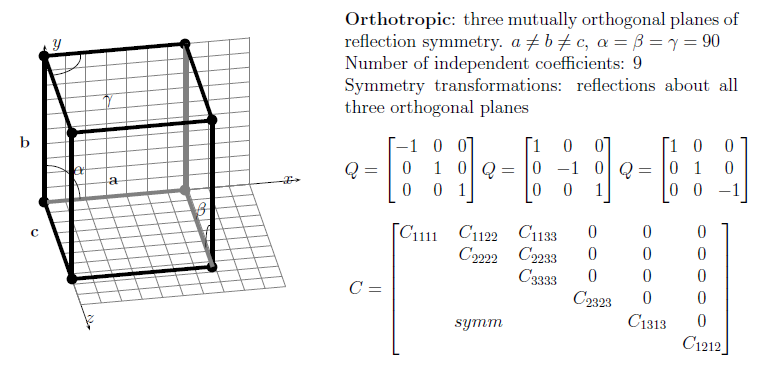 Orthotropic: three mutually orthogonal planes of
reflection symmetry. a ≠ b ≠ c, α = β = γ = 90
Number of independent coefficients: 9
Symmetry transformations: reflections about all
three orthogonal planes
Q = [−1 0 0; 0 1 0; 0 0 1] Q = [1 0 0; 0 −1 0; 0 0 1] Q = [1 0 0; 0 1 0; 0 0 −1]
C =
C₁₁₁₁ C₁₁₂₂ C₁₁₃₃ 0 0 0
C₂₂₂₂ C₂₂₃₃ 0 0 0
C₃₃₃₃ 0 0 0
C₂₃₂₃ 0 0
symm C₁₃₁₃ 0
C₁₂₁₂
y
γ
b
α
a
x
β
c
z